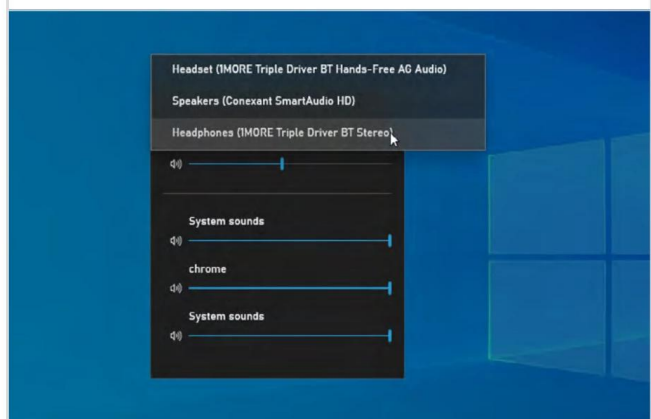 Headset (1MORE Triple Driver BT Hands-Free AG Audio)
Speakers (Conexant SmartAudio HD)
Headphones (1MORE Triple Driver BT Stereo)
System sounds
chrome
System sounds